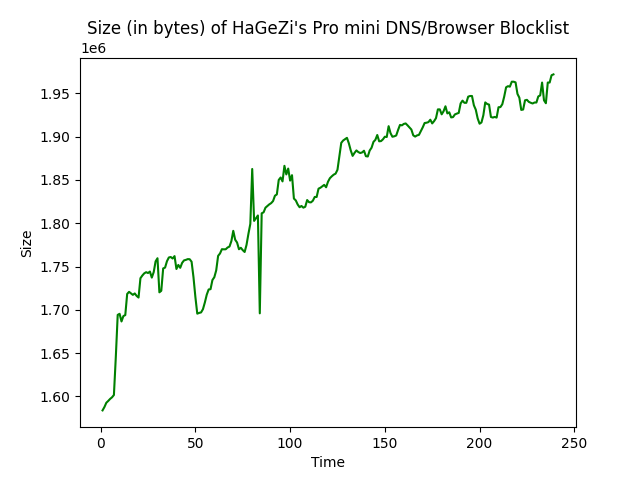 Size (in bytes) of HaGeZi's Pro mini DNS/Browser Blocklist
1e6
1.95
1.90
1.85
1.80
1.75
1.70
1.65
1.60
Size
0 50 100 150 200 250
Time